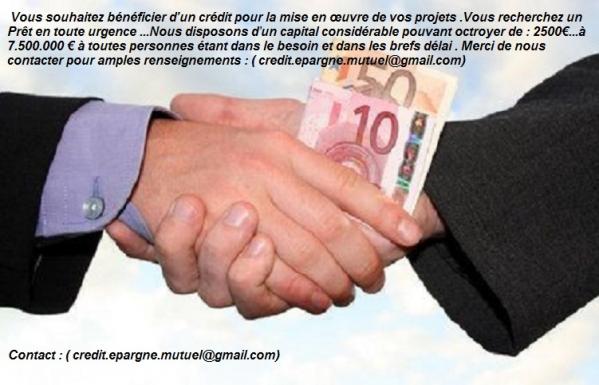 Vous souhaitez bénéficier d'un crédit pour la mise en œuvre de vos projets .Vous recherchez un
Prêt en toute urgence ...Nous disposons d'un capital considérable pouvant octroyer de : 2500€...à
7.500.000 € à toutes personnes étant dans le besoin et dans les brefs délai . Merci de nous
contacter pour amples renseignements : ( credit.epargne.mutuel@gmail.com)
50
10
Contact : ( credit.epargne.mutuel@gmail.com)